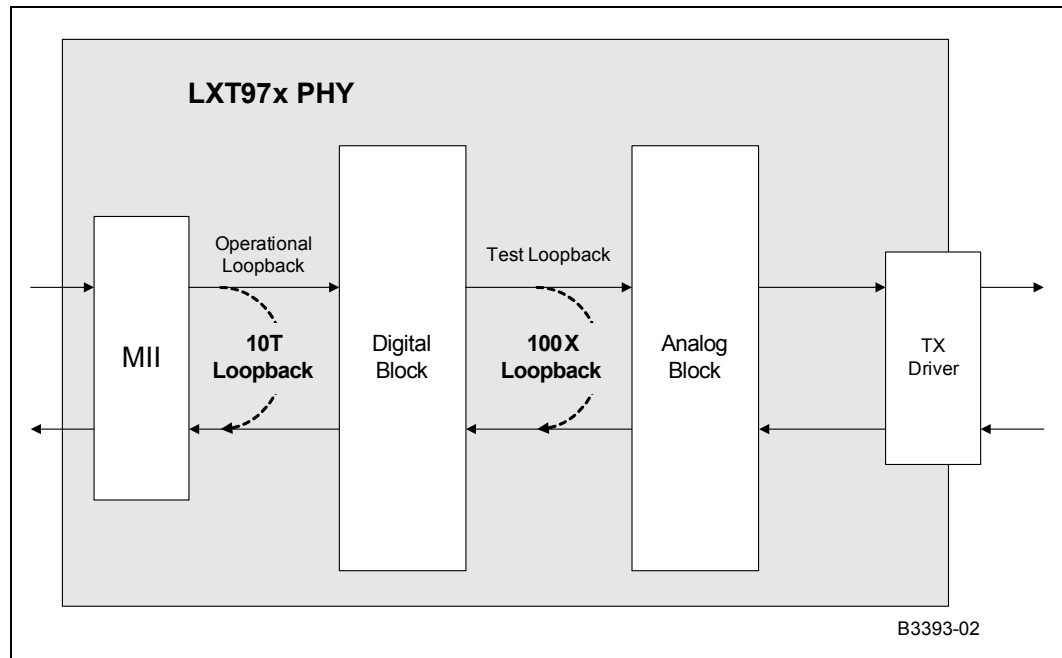 LXT97x PHY
Operational
Loopback
Test Loopback
MII
10T
Loopback
Digital
Block
100X
Loopback
Analog
Block
TX
Driver
B3393-02